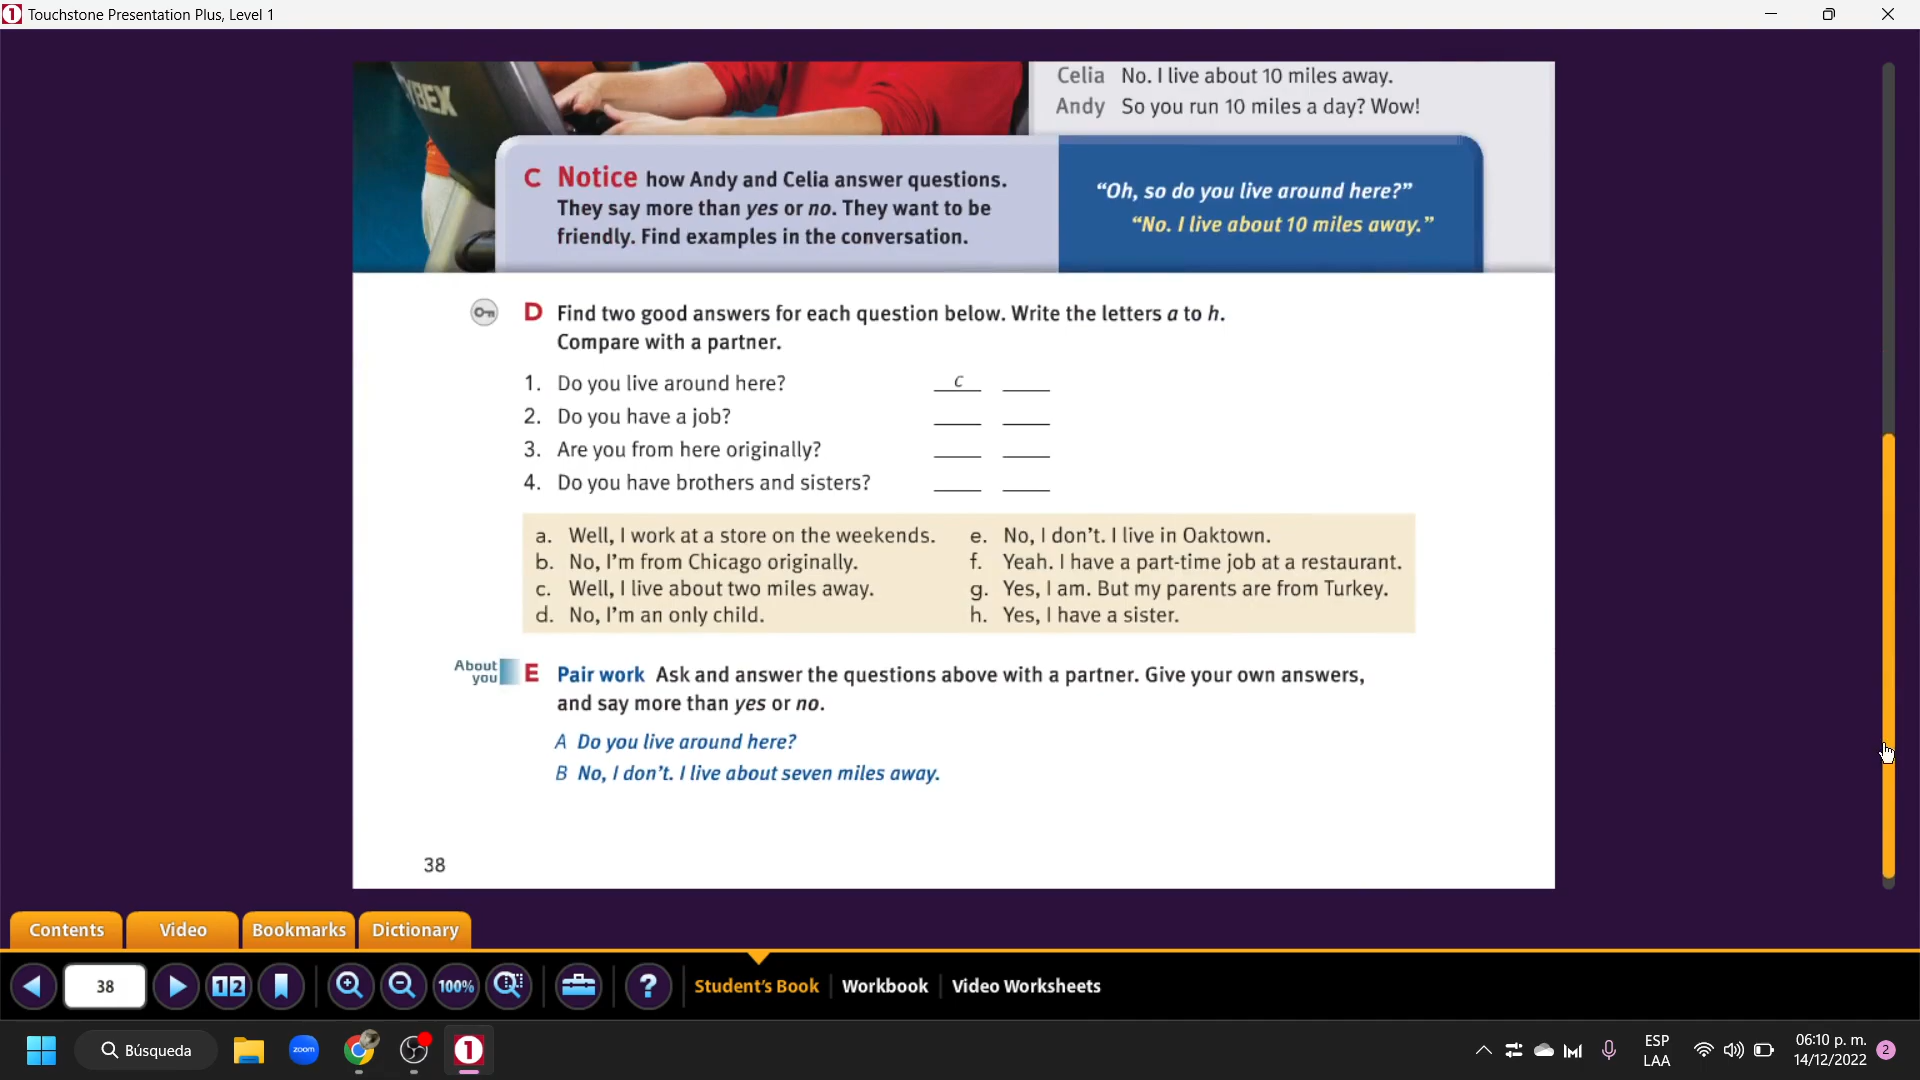 Touchstone Presentation Plus, Level 1
YBEX
Celia No. I live about 10 miles away.
Andy So you run 10 miles a day? Wow!
C Notice how Andy and Celia answer questions.
They say more than yes or no. They want to be
friendly. Find examples in the conversation.
“Oh, so do you live around here?”
“No. I live about 10 miles away.”
D Find two good answers for each question below. Write the letters a to h.
Compare with a partner.
1. Do you live around here? c
2. Do you have a job?
3. Are you from here originally?
4. Do you have brothers and sisters?
a. Well, I work at a store on the weekends.
b. No, I’m from Chicago originally.
c. Well, I live about two miles away.
d. No, I’m an only child.
e. No, I don’t. I live in Oaktown.
f. Yeah. I have a part-time job at a restaurant.
g. Yes, I am. But my parents are from Turkey.
h. Yes, I have a sister.
About
you
E Pair work Ask and answer the questions above with a partner. Give your own answers,
and say more than yes or no.
A Do you live around here?
B No, I don’t. I live about seven miles away.
38
Contents Video Bookmarks Dictionary
38 12 100% ? Student’s Book Workbook Video Worksheets
Búsqueda
zoom
1
ESP
LAA
06:10 p. m.
14/12/2022
2